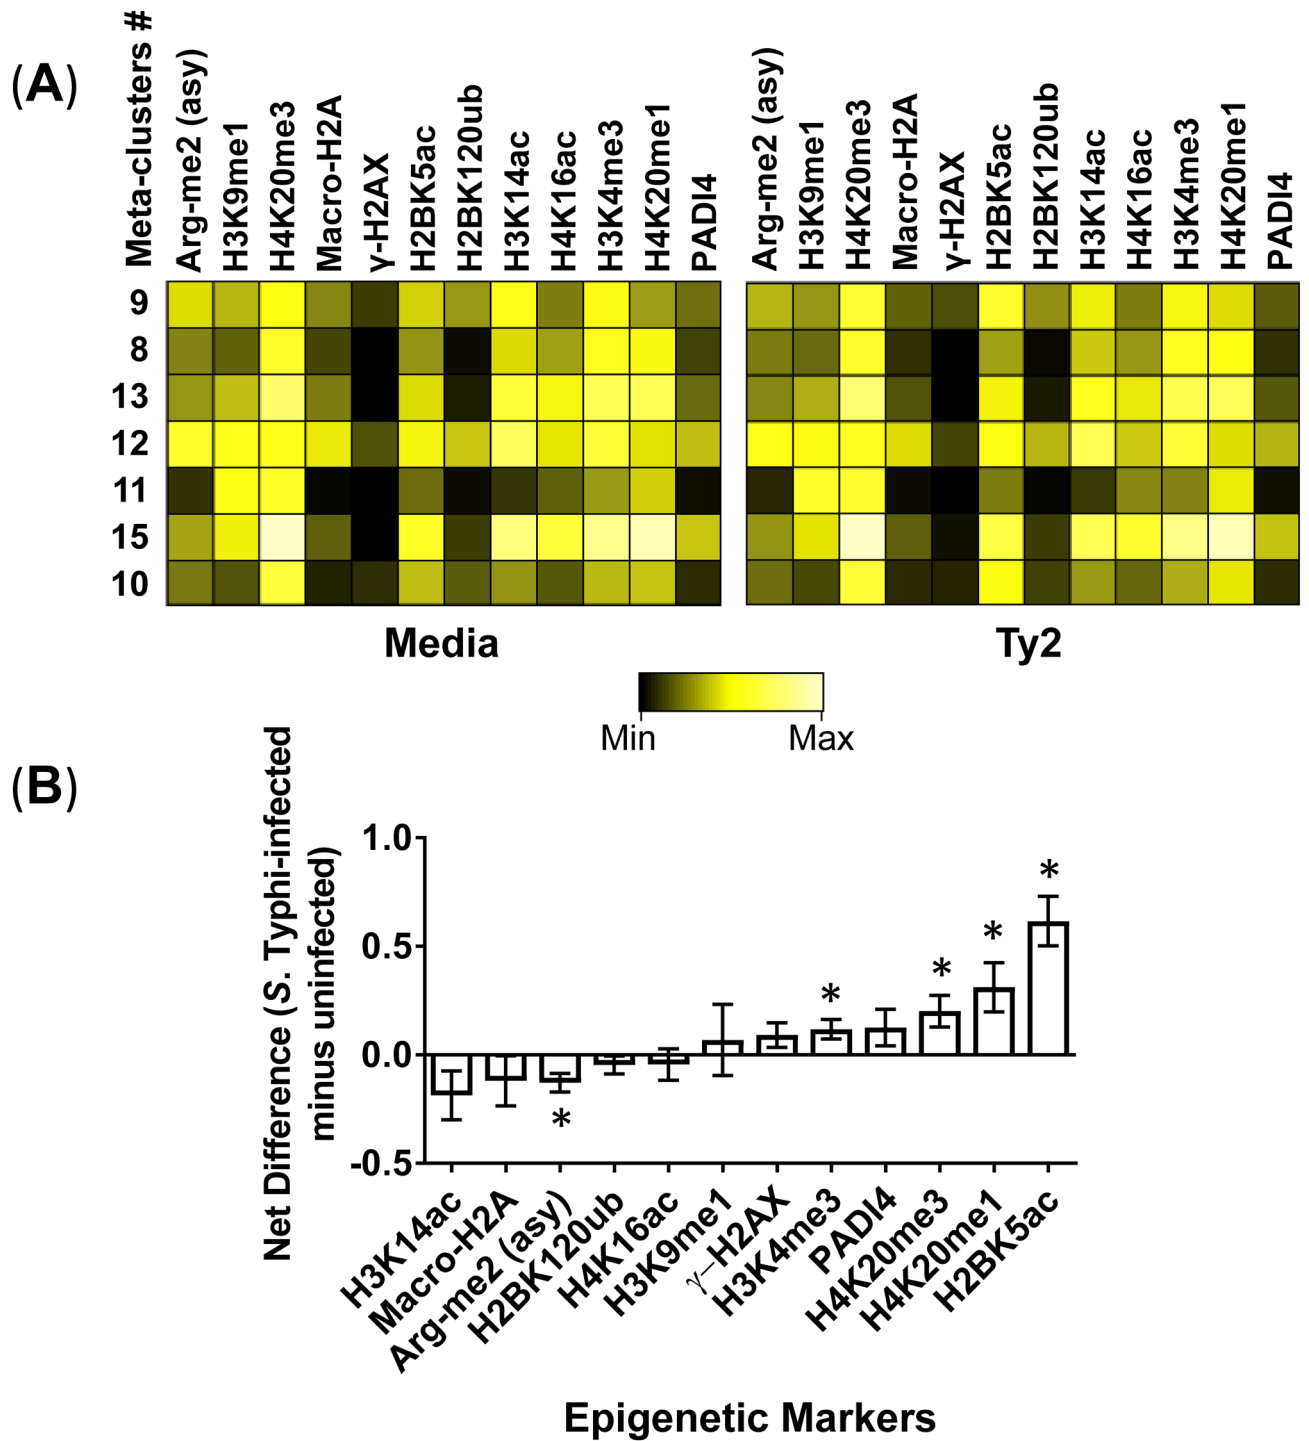 (A)
Meta-clusters #
Arg-me2 (asy)
H3K9me1
H4K20me3
Macro-H2A
γ-H2AX
H2BK5ac
H2BK120ub
H3K14ac
H4K16ac
H3K4me3
H4K20me1
PADI4
Arg-me2 (asy)
H3K9me1
H4K20me3
Macro-H2A
γ-H2AX
H2BK5ac
H2BK120ub
H3K14ac
H4K16ac
H3K4me3
H4K20me1
PADI4
9
8
13
12
11
15
10
Media
Ty2
Min
Max
(B)
Net Difference (S. Typhi-infected
minus uninfected)
1.0
0.5
0.0
-0.5
*
*
*
*
*
H3K14ac
Macro-H2A
Arg-me2 (asy)
H2BK120ub
H4K16ac
H3K9me1
γ–H2AX
H3K4me3
PADI4
H4K20me3
H4K20me1
H2BK5ac
Epigenetic Markers